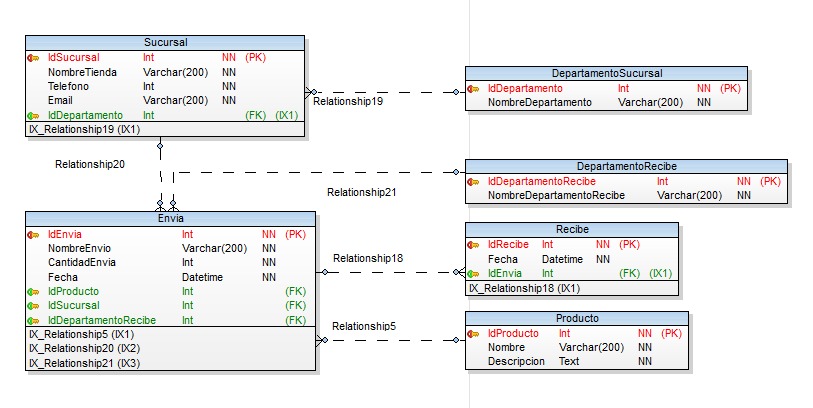 Sucursal
IdSucursal Int NN (PK)
NombreTienda Varchar(200) NN
Telefono Int NN
Email Varchar(200) NN
IdDepartamento Int (FK) (IX1)
IX_Relationship19 (IX1)
Relationship19
DepartamentoSucursal
IdDepartamento Int NN (PK)
NombreDepartamento Varchar(200) NN
Relationship20
Relationship21
DepartamentoRecibe
IdDepartamentoRecibe Int NN (PK)
NombreDepartamentoRecibe Varchar(200) NN
Envia
IdEnvia Int NN (PK)
NombreEnvio Varchar(200) NN
CantidadEnvia Int NN
Fecha Datetime NN
IdProducto Int (FK)
IdSucursal Int (FK)
IdDepartamentoRecibe Int (FK)
IX_Relationship5 (IX1)
IX_Relationship20 (IX2)
IX_Relationship21 (IX3)
Relationship18
Recibe
IdRecibe Int NN (PK)
Fecha Datetime NN
IdEnvia Int (FK) (IX1)
IX_Relationship18 (IX1)
Relationship5
Producto
IdProducto Int NN (PK)
Nombre Varchar(200) NN
Descripcion Text NN